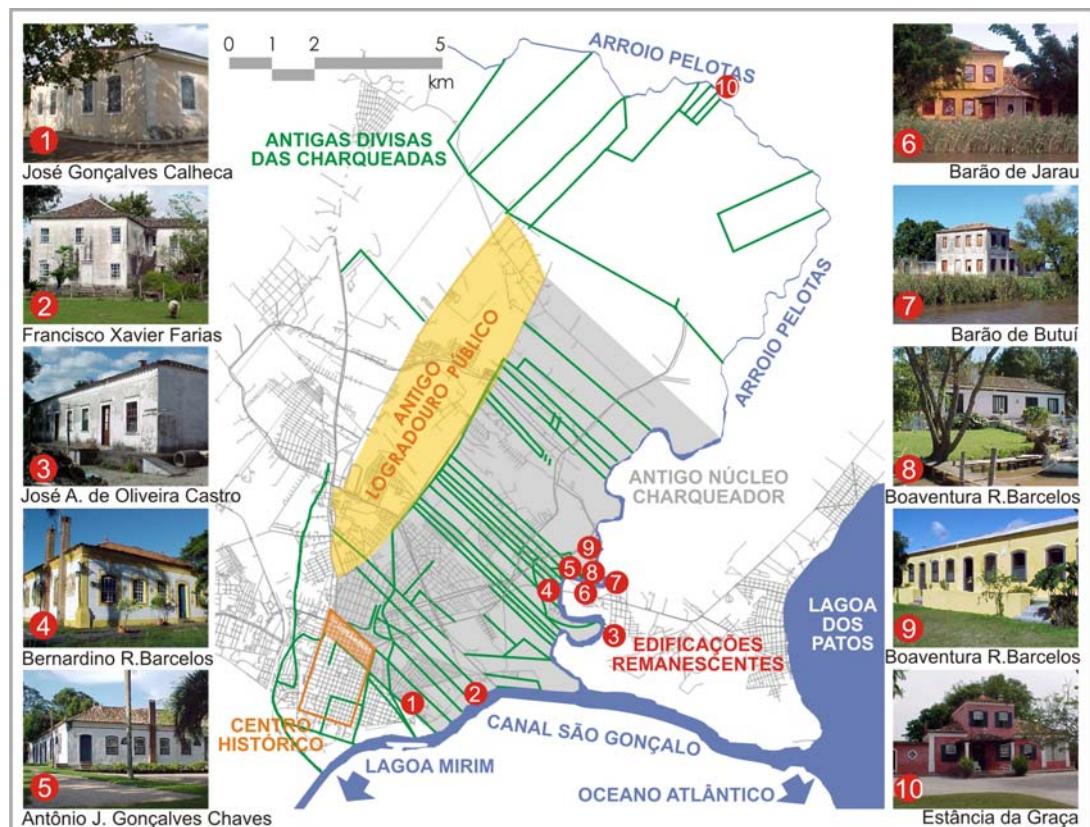 1
José Gonçalves Calheca
2
Francisco Xavier Farias
3
José A. de Oliveira Castro
4
Bernardino R.Barcelos
5
Antônio J. Gonçalves Chaves
0 1 2 5
km
ARROIO PELOTAS
10
ANTIGAS DIVISAS
DAS CHARQUEADAS
ANTIGO
LOGRADOURO PÚBLICO
ARROIO PELOTAS
ANTIGO NÚCLEO
CHARQUEADOR
9
5
8
7
4
6
3
EDIFICAÇÕES
REMANESCENTES
LAGOA
DOS
PATOS
1
2
CENTRO
HISTÓRICO
CANAL SÃO GONÇALO
LAGOA MIRIM
OCEANO ATLÂNTICO
6
Barão de Jarau
7
Barão de Butuí
8
Boaventura R.Barcelos
9
Boaventura R.Barcelos
10
Estância da Graça